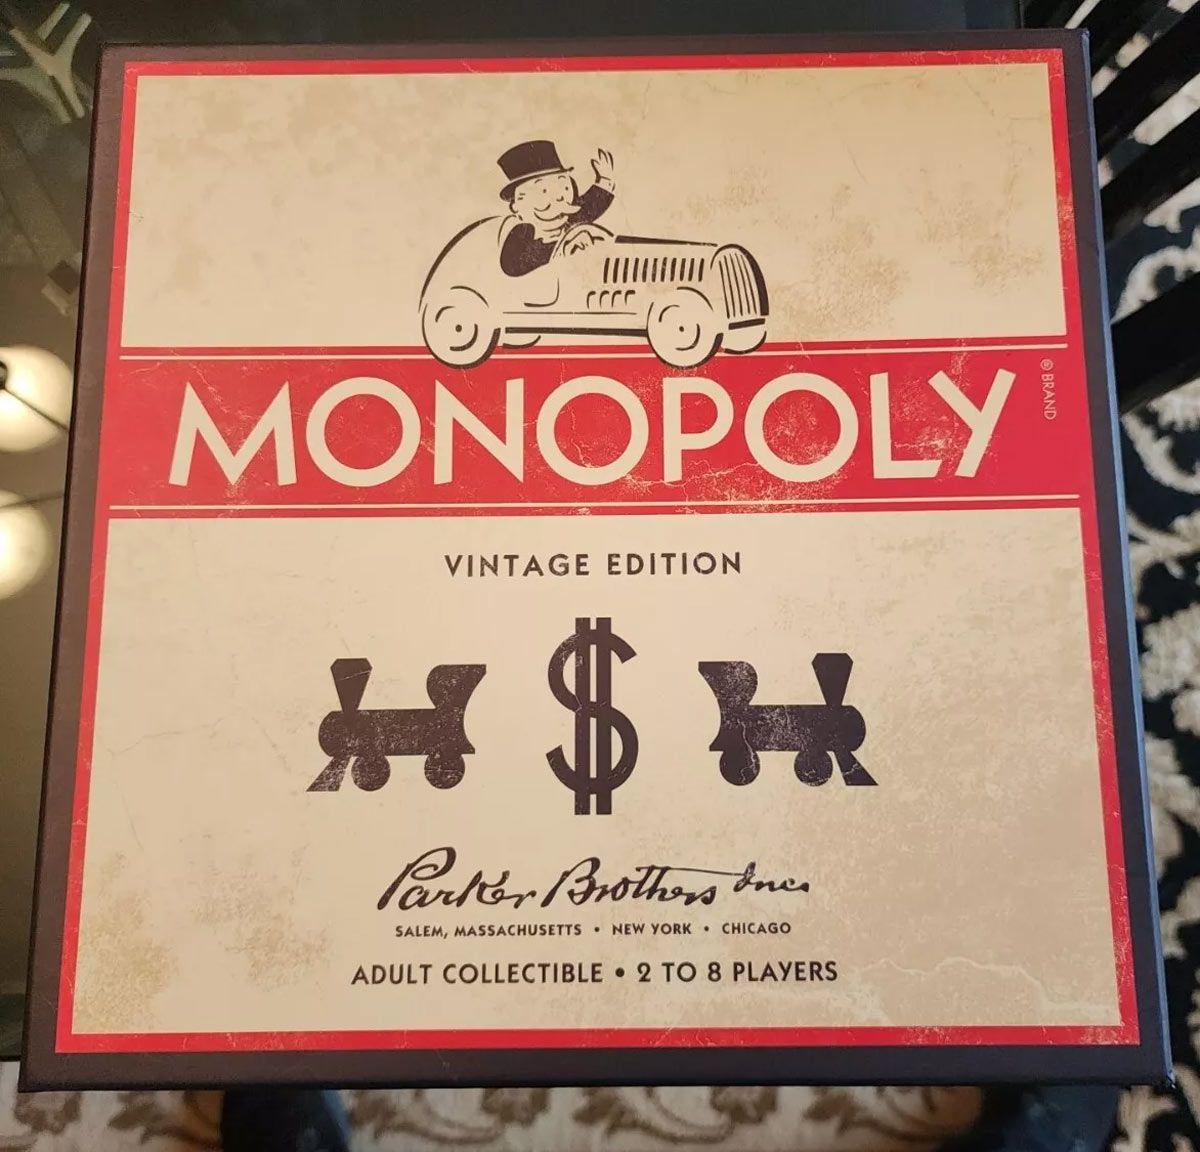 MONOPOLY
® BRAND
VINTAGE EDITION
$
Parker Brothers Inc.
SALEM, MASSACHUSETTS • NEW YORK • CHICAGO
ADULT COLLECTIBLE • 2 TO 8 PLAYERS